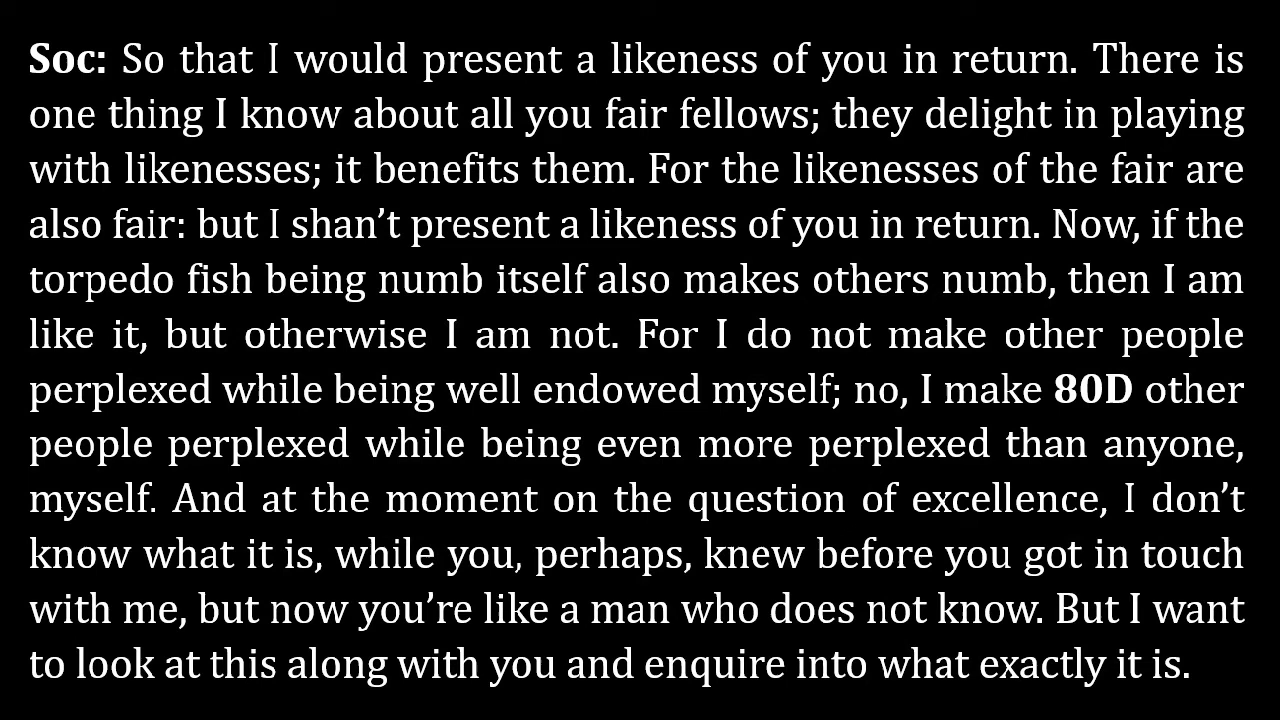 Soc: So that I would present a likeness of you in return. There is
one thing I know about all you fair fellows; they delight in playing
with likenesses; it benefits them. For the likenesses of the fair are
also fair: but I shan’t present a likeness of you in return. Now, if the
torpedo fish being numb itself also makes others numb, then I am
like it, but otherwise I am not. For I do not make other people
perplexed while being well endowed myself; no, I make 80D other
people perplexed while being even more perplexed than anyone,
myself. And at the moment on the question of excellence, I don’t
know what it is, while you, perhaps, knew before you got in touch
with me, but now you’re like a man who does not know. But I want
to look at this along with you and enquire into what exactly it is.